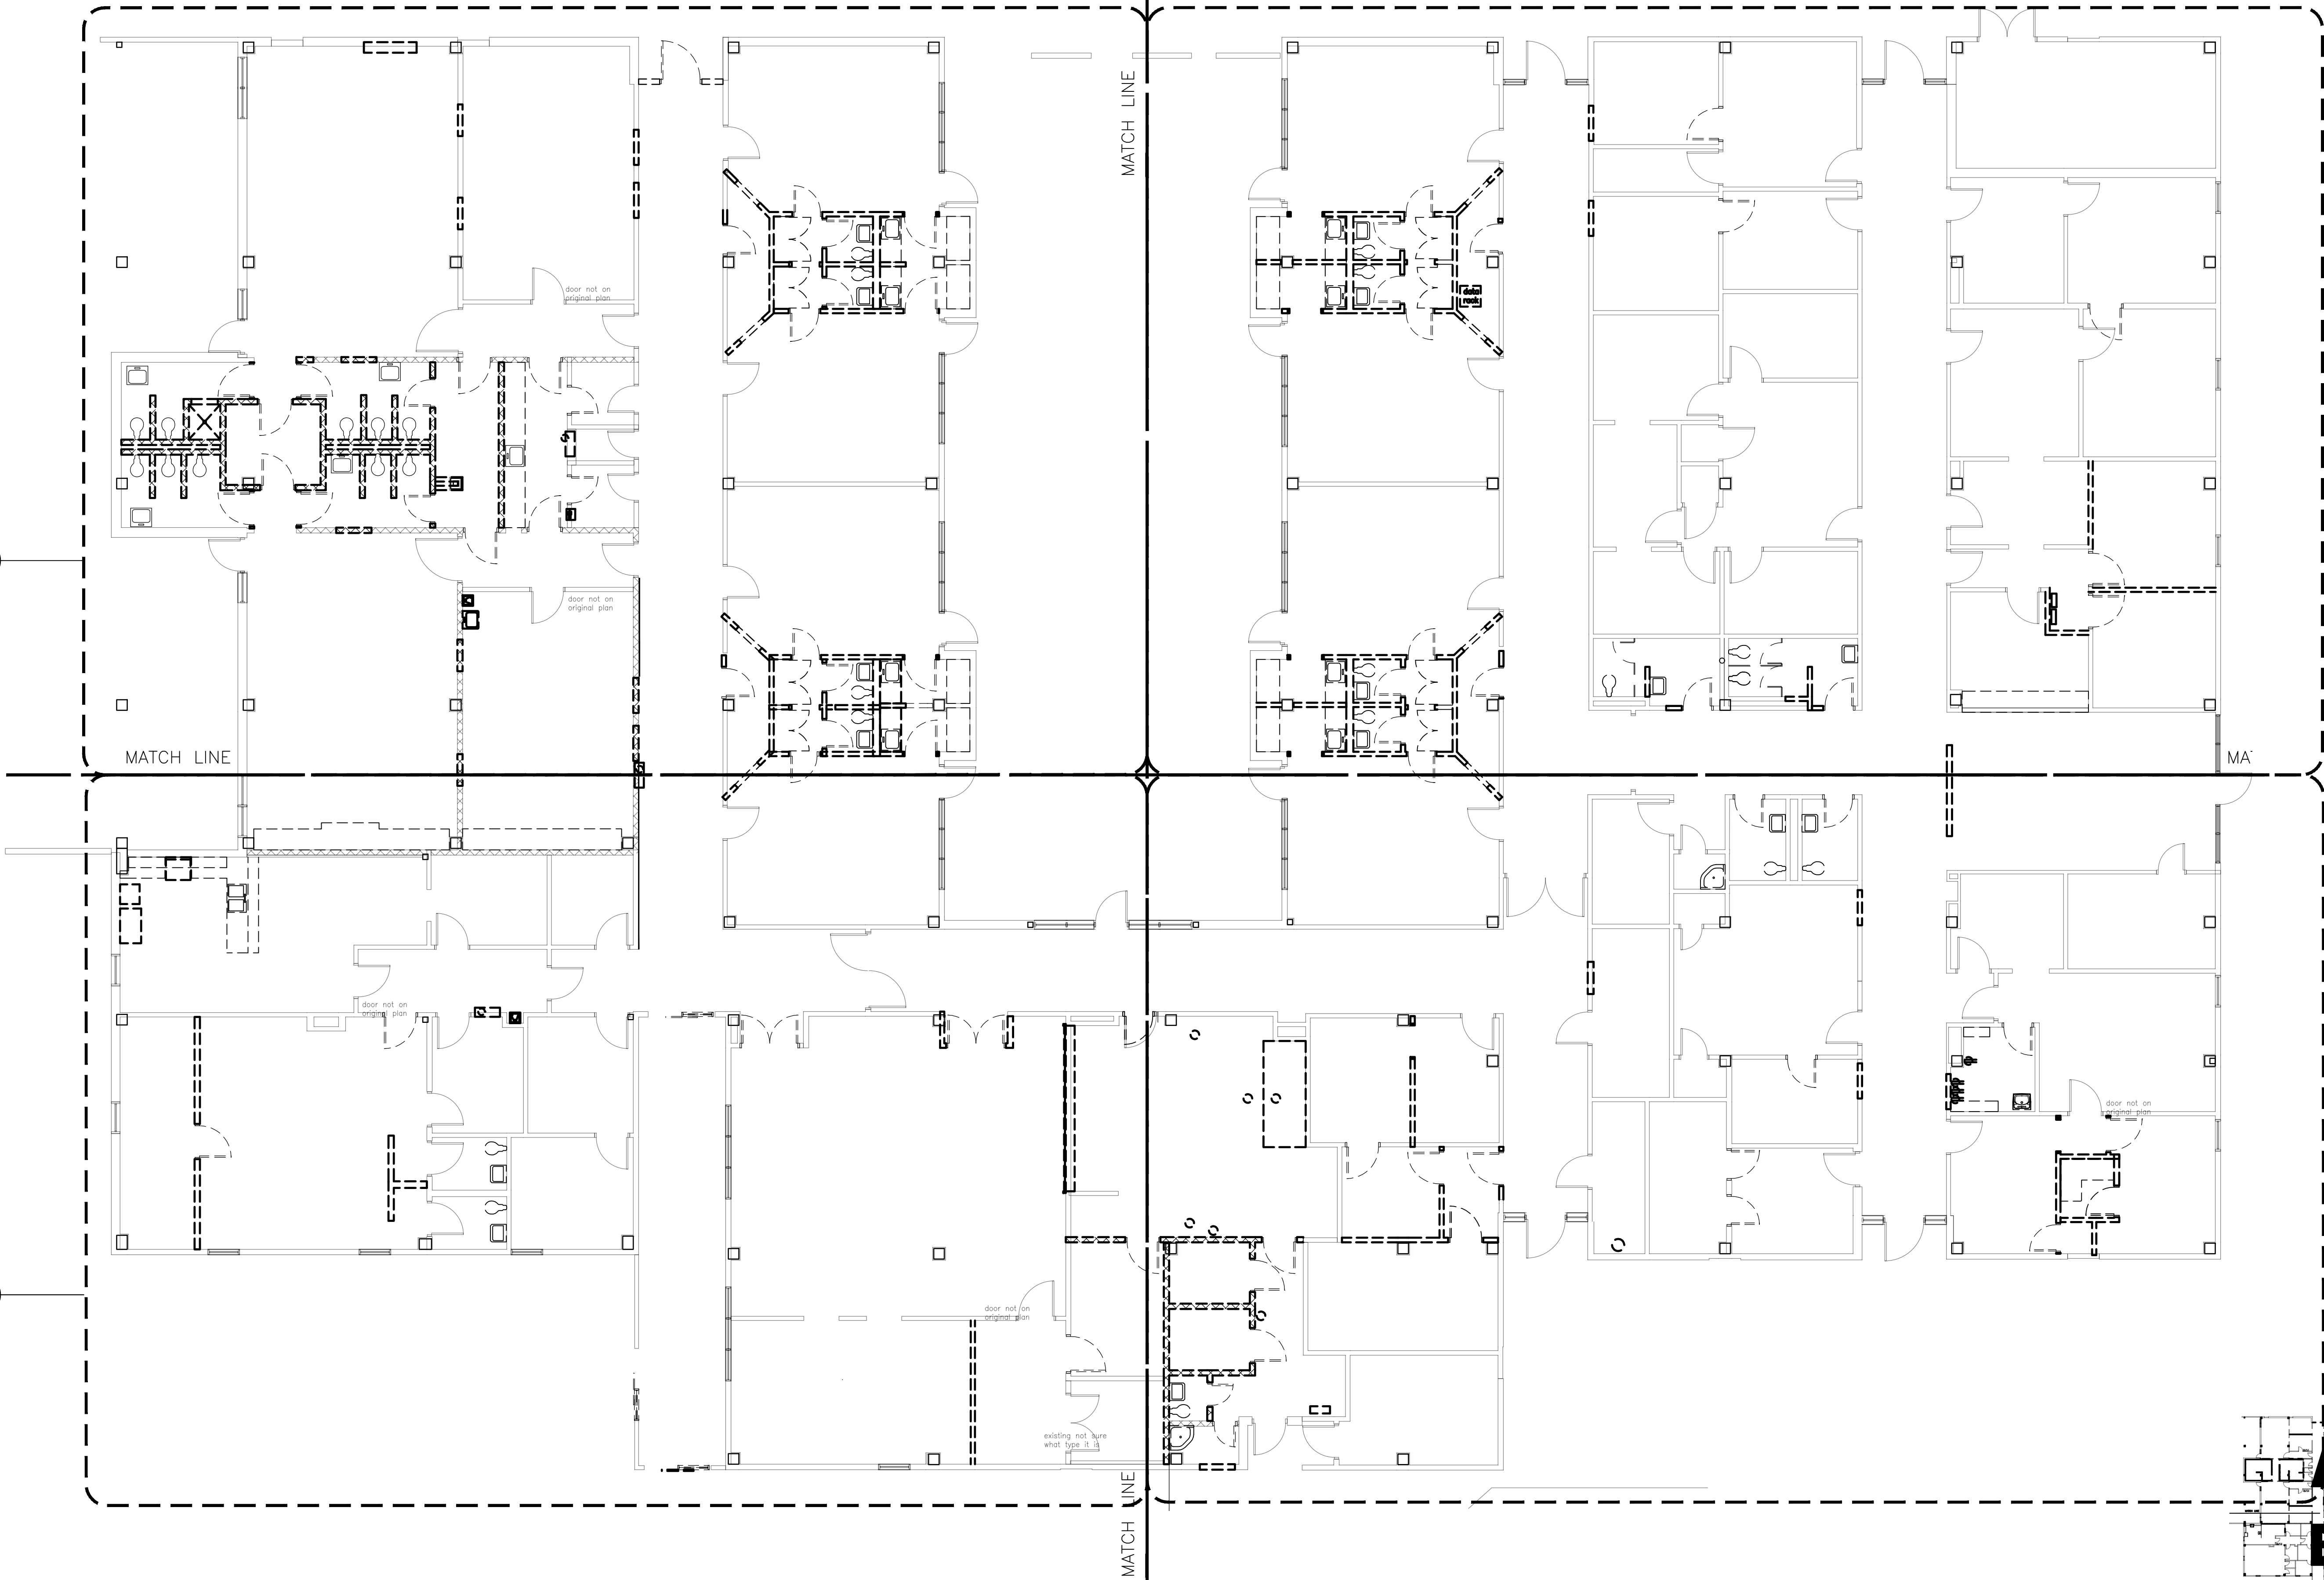 MATCH LINE
door not on
original plan
data
rack
door not on
original plan
MATCH LINE
MA
door not on
original plan
door not on
original plan
door not on
original plan
existing not sure
what type it is
MATCH LINE